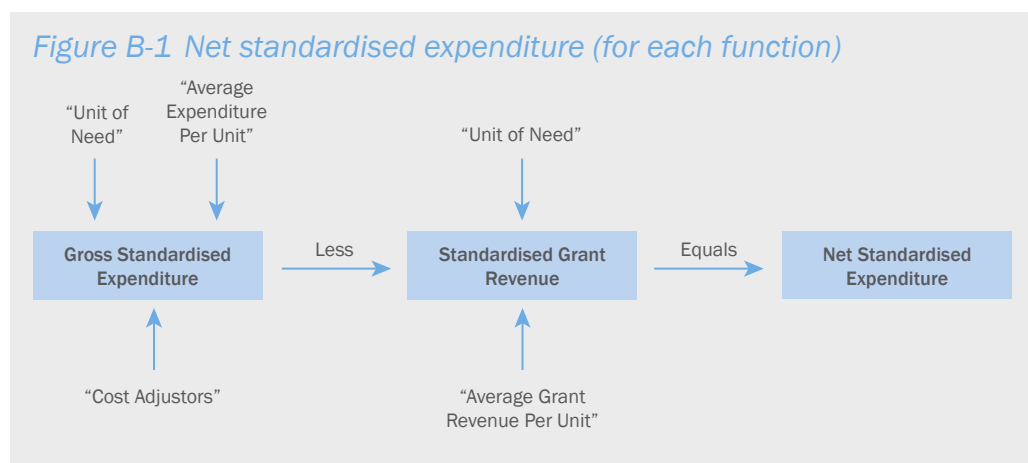 Figure B-1 Net standardised expenditure (for each function)
“Unit of
Need”
“Average
Expenditure
Per Unit”
“Unit of Need”
Gross Standardised
Expenditure
Less
Standardised Grant
Revenue
Equals
Net Standardised
Expenditure
“Cost Adjustors”
“Average Grant
Revenue Per Unit”